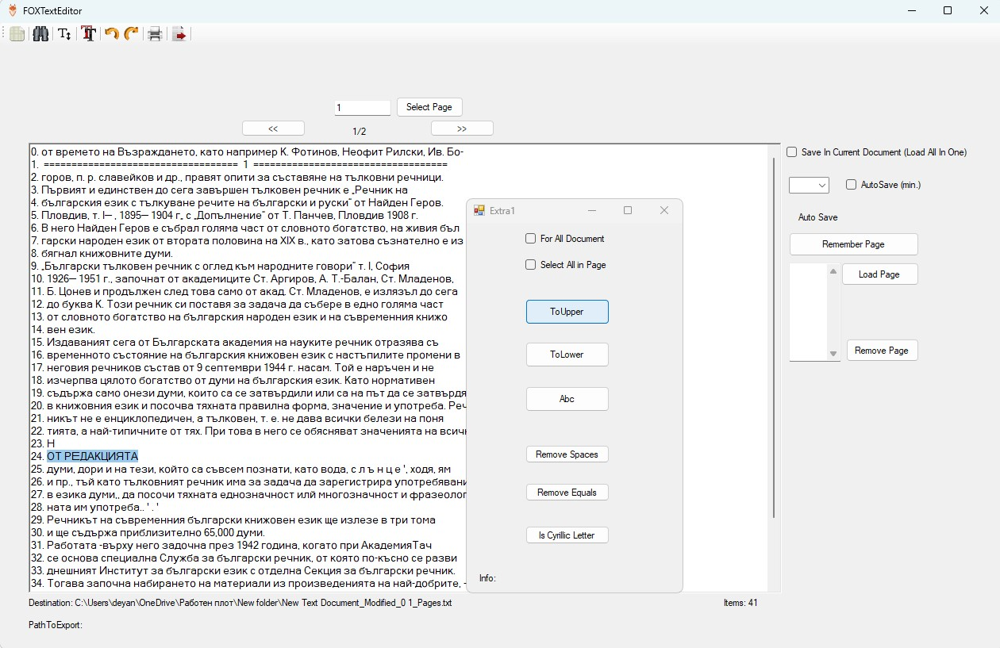 FOXTextEditor
1
Select Page
<<
1/2
>>
0. от времето на Възраждането, като например К. Фотинов, Неофит Рилски, Ив. Бо-
1. =================================== 1 ===================================
2. горов, п. р. славейков и др., правят опити за съставяне на тълковни речници.
3. Първият и единствен до сега завършен тълковен речник е „Речник на
4. българския език с тълкуване речите на български и руски“ от Найден Геров.
5. Пловдив, т. I— , 1895— 1904 г„ с „Допълнение“ от Т. Панчев, Пловдив 1908 г.
6. В него Найден Геров е събрал голяма част от словното богатство, на живия бъл
7. гарски народен език от втората половина на XIX в., като затова съзнателно е из
8. бягнал книжовните думи.
9. „Български тълковен речник с оглед към народните говори“ т. I, София
10. 1926— 1951 г., започнат от академиците Ст. Аргиров, А. Т.-Балан, Ст. Младенов,
11. Б. Цонев и продължен след това само от акад. Ст. Младенов, е излязъл до сега
12. до буква К. Този речник си поставя за задача да събере в едно голяма част
13. от словното богатство на българския народен език и на съвременния книжо
14. вен език.
15. Издаваният сега от Българската академия на науките речник отразява съ
16. временното състояние на българския книжовен език с настъпилите промени в
17. неговия речников състав от 9 септември 1944 г. насам. Той е наръчен и не
18. изчерпва цялото богатство от думи на българския език. Като нормативен
19. съдържа само онези думи, които са се затвърдили или са на път да се затвърдя
20. в книжовния език и посочва тяхната правилна форма, значение и употреба. Реч
21. никът не е енциклопедичен, а тълковен, т. е. не дава всички белези на поня
22. тията, а най-типичните от тях. При това в него се обясняват значенията на
23. Н
24. ОТ РЕДАКЦИЯТА
25. думи, дори и на тези, който са съвсем познати, като вода, с л ъ н ц е ', ходя, ям
26. и пр., тъй като тълковният речник има за задача да зарегистрира
27. в езика думи,, да посочи тяхната еднозначност илй многозначност и
28. ната им употреба.. ' . '
29. Речникът на съвременния български книжовен език ще излезе в три тома
30. и ще съдържа приблизително 65,000 думи.
31. Работата -върху него задочна през 1942 година, когато при АкадемияТач
32. се основа специална Служба за български речник, от която по-късно се разви
33. днешният Институт за български език с отделна Секция за български речник.
34. Тогава започна набирането на материали из произведенията на най-добрите, -
Extra1
For All Document
Select All in Page
ToUpper
ToLower
Abc
Remove Spaces
Remove Equals
Is Cyrillic Letter
Info:
Save In Current Document (Load All In One)
AutoSave (min.)
Auto Save
Remember Page
Load Page
Remove Page
Destination: C:\Users\deyan\OneDrive\Работен плот\New folder\New Text Document_Modified_0 1_Pages.txt
Items: 41
PathToExport: